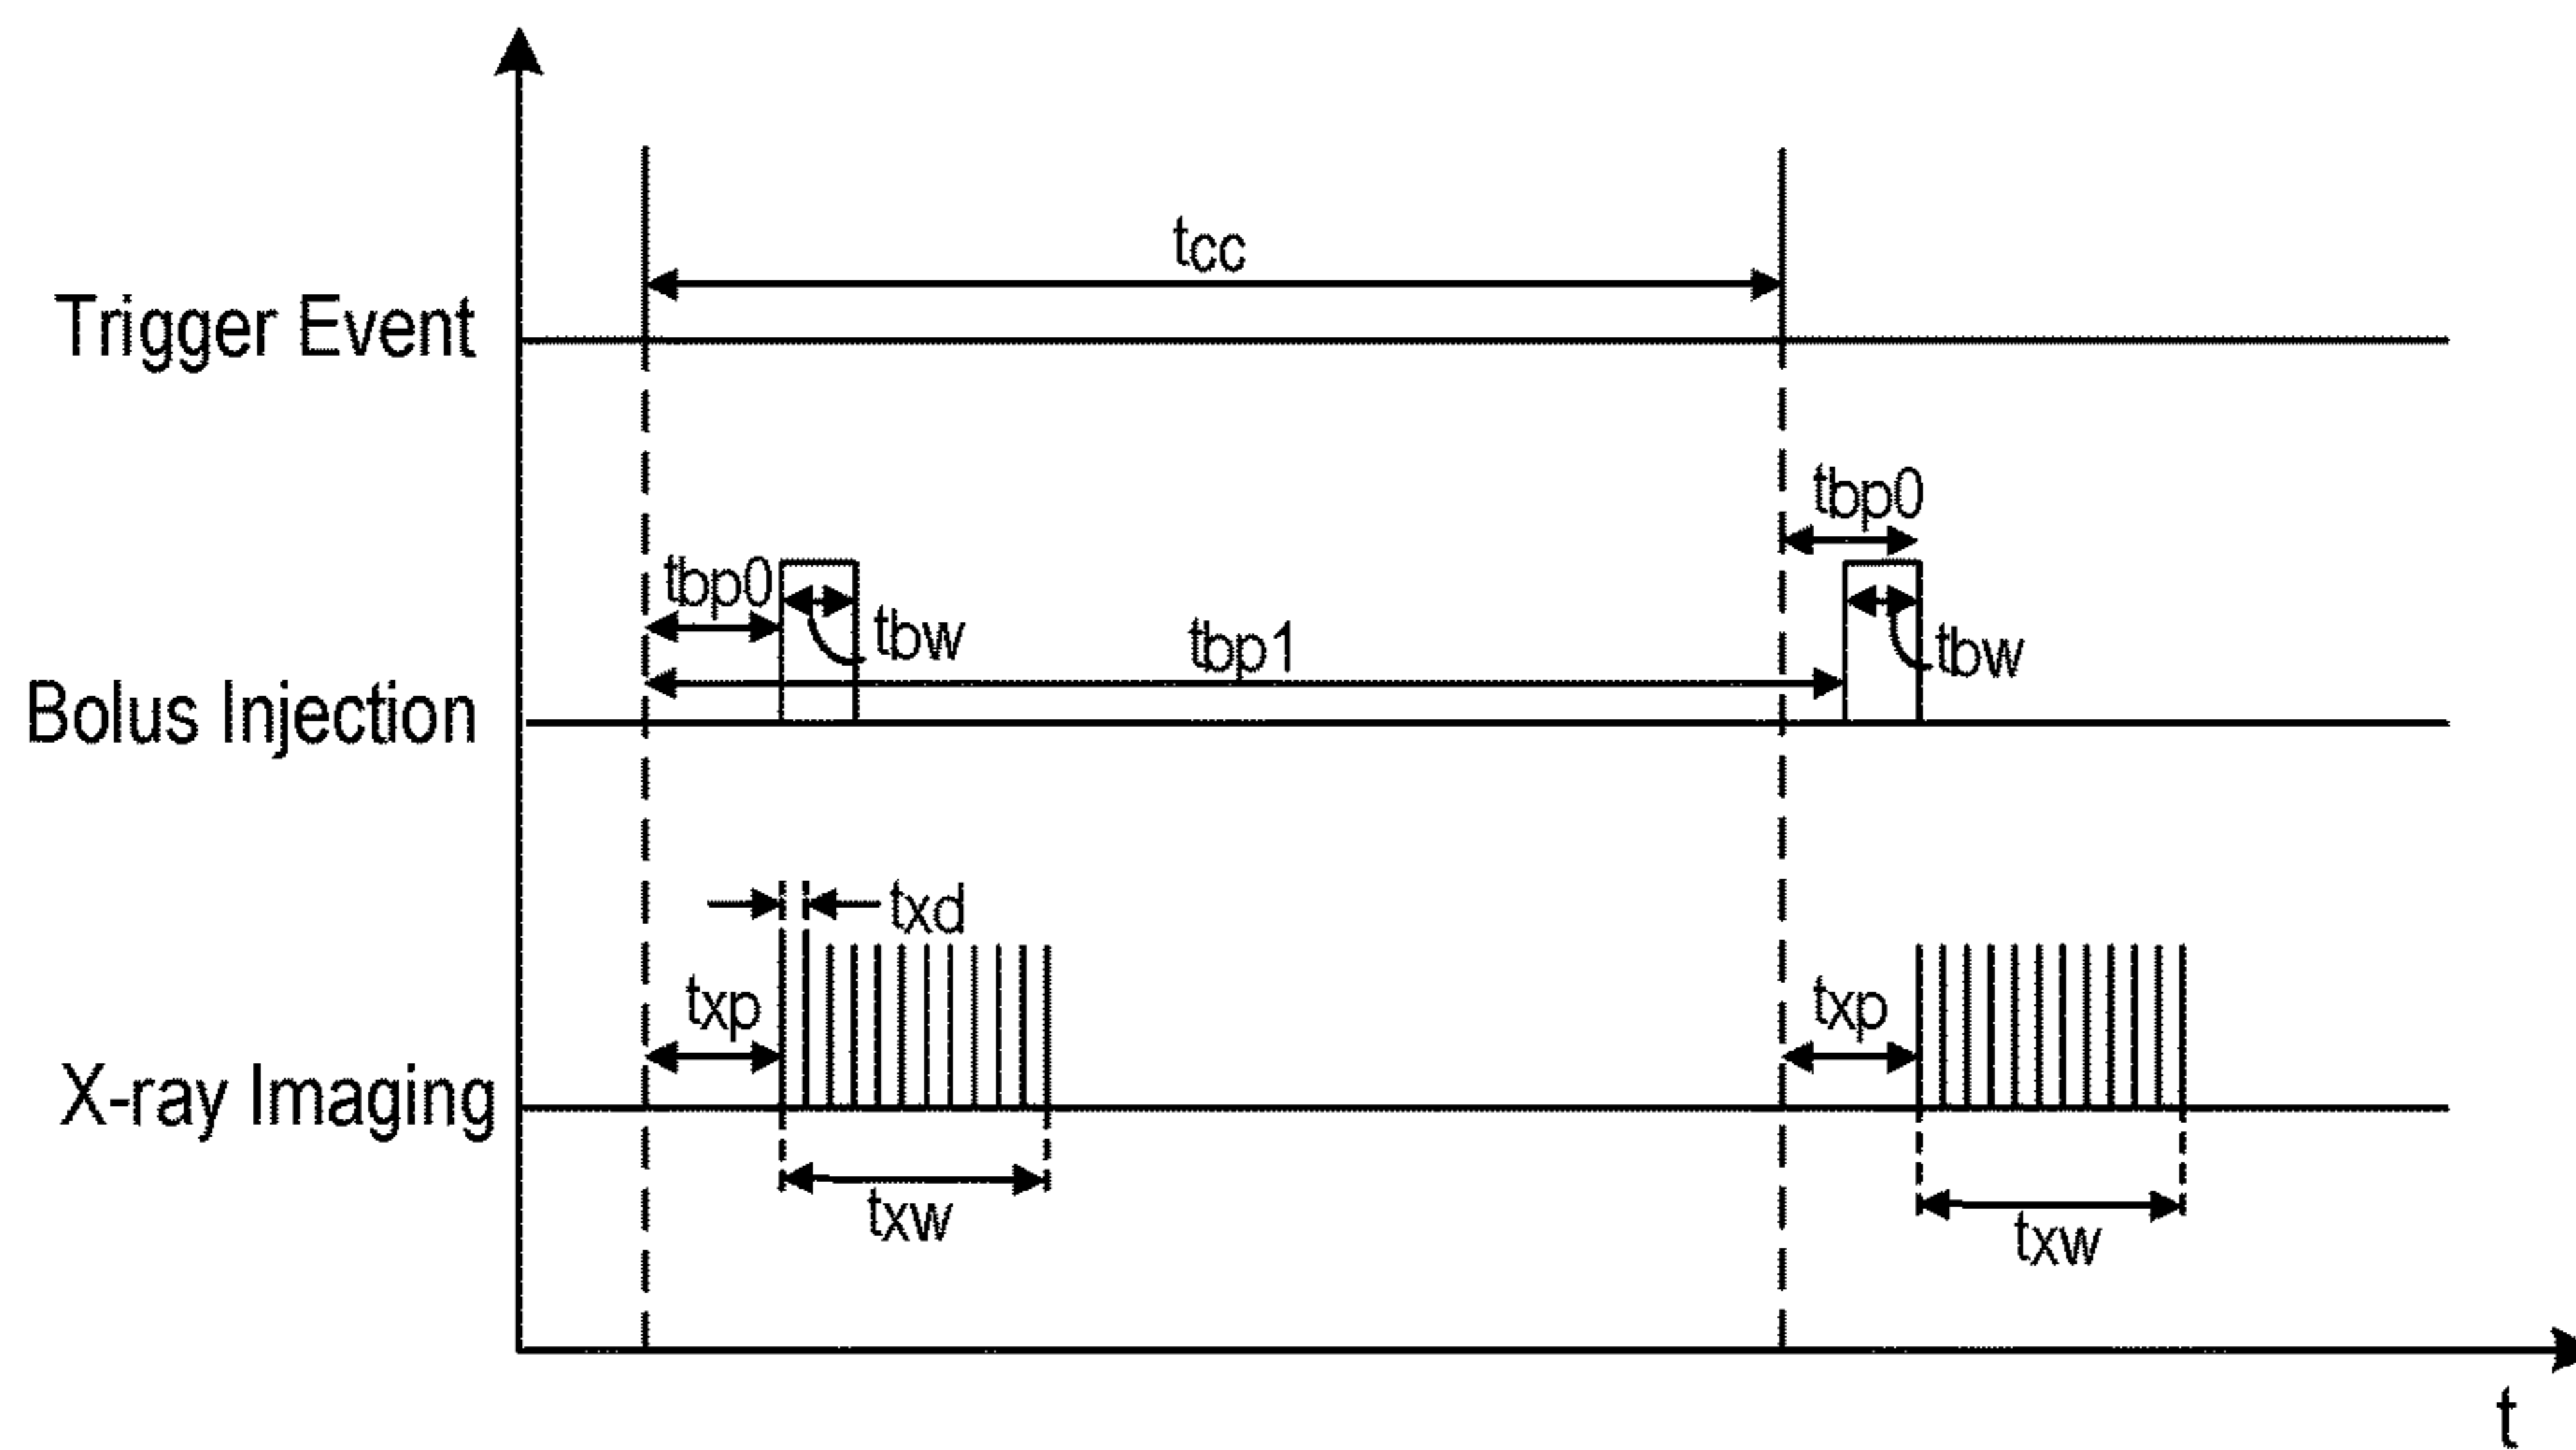 tcc
Trigger Event
tbp0
tbp0
tbw
tbp1
tbw
Bolus Injection
txd
txp
txp
X-ray Imaging
txw
txw
t